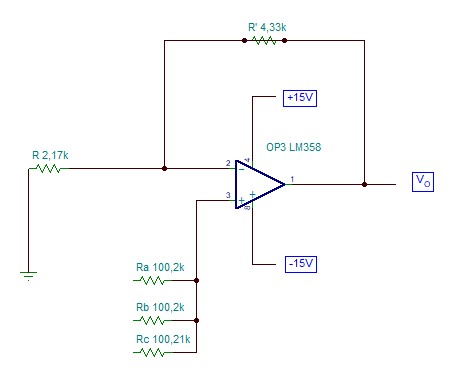 R' 4,33k
+15V
OP3 LM358
4
R 2,17k
2
−
1
V_O
3
+
+
8
-15V
Ra 100,2k
Rb 100,2k
Rc 100,21k